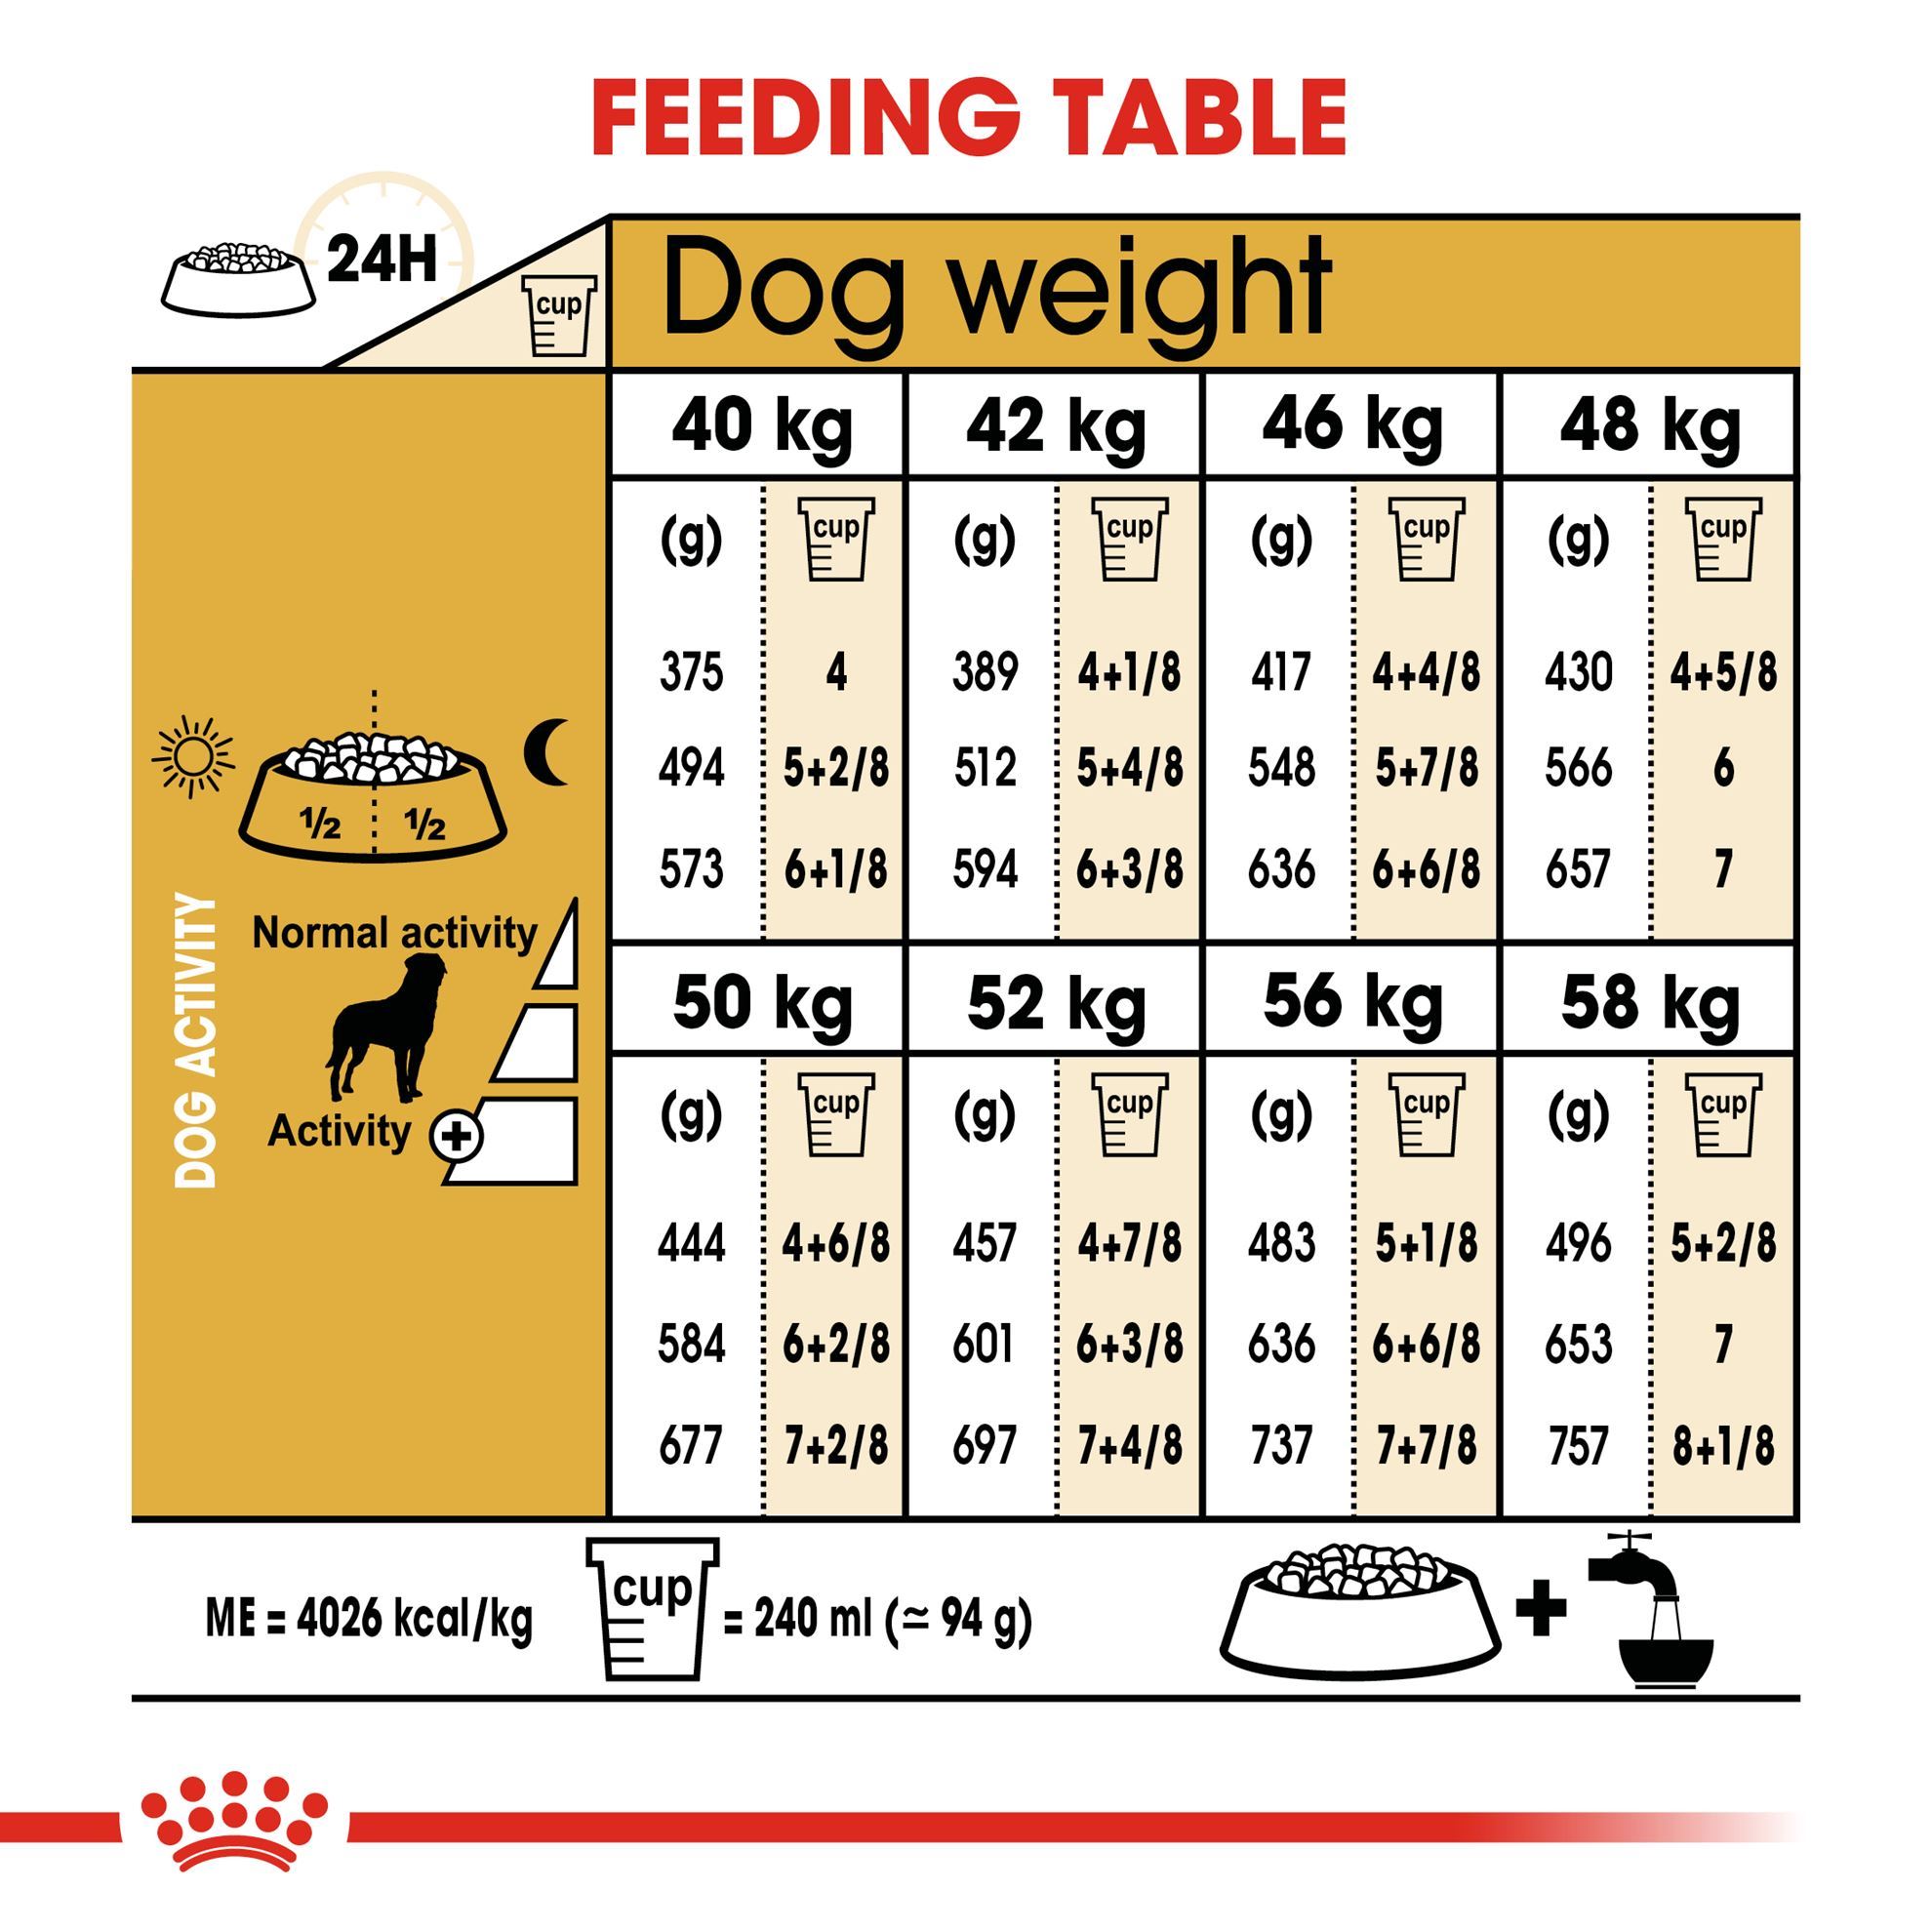 FEEDING TABLE
24H
cup
Dog weight
40 kg 42 kg 46 kg 48 kg
(g) cup (g) cup (g) cup (g) cup
375 4 389 4+1/8 417 4+4/8 430 4+5/8
494 5+2/8 512 5+4/8 548 5+7/8 566 6
573 6+1/8 594 6+3/8 636 6+6/8 657 7
½ ½
DOG ACTIVITY
Normal activity
Activity +
50 kg 52 kg 56 kg 58 kg
(g) cup (g) cup (g) cup (g) cup
444 4+6/8 457 4+7/8 483 5+1/8 496 5+2/8
584 6+2/8 601 6+3/8 636 6+6/8 653 7
677 7+2/8 697 7+4/8 737 7+7/8 757 8+1/8
ME = 4026 kcal/kg cup = 240 ml (≃ 94 g) +